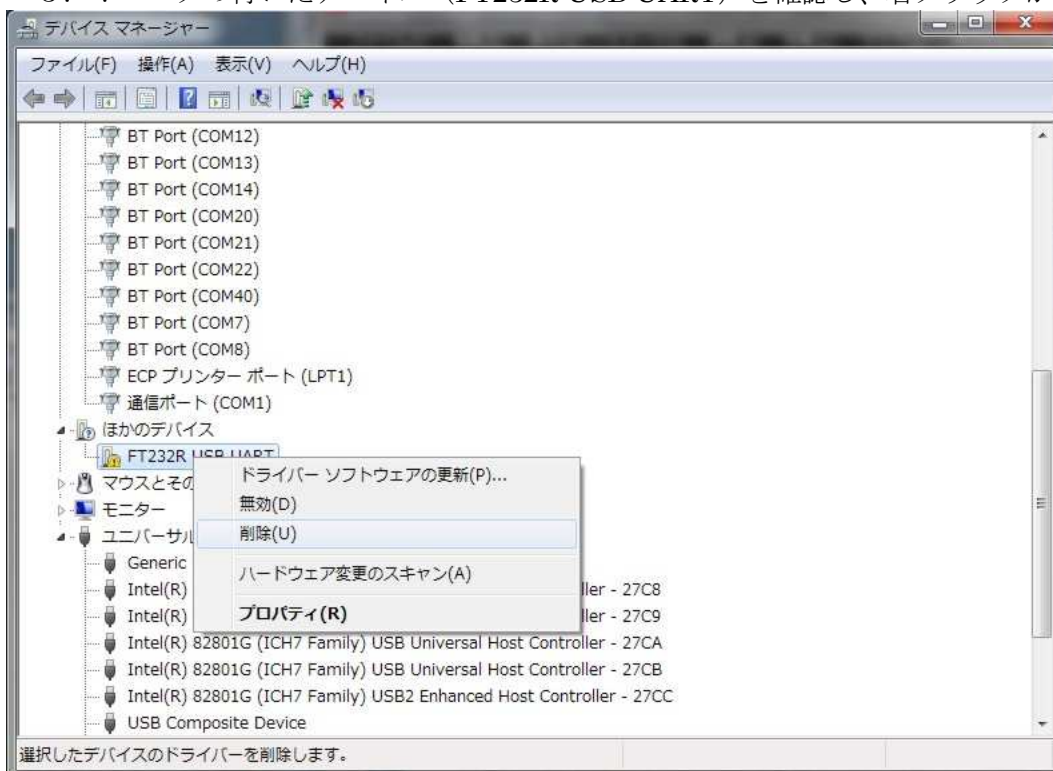 デバイス マネージャー
ファイル(F) 操作(A) 表示(V) ヘルプ(H)
BT Port (COM12)
BT Port (COM13)
BT Port (COM14)
BT Port (COM20)
BT Port (COM21)
BT Port (COM22)
BT Port (COM40)
BT Port (COM7)
BT Port (COM8)
ECP プリンター ポート (LPT1)
通信ポート (COM1)
ほかのデバイス
FT232R USB UART
ドライバー ソフトウェアの更新(P)...
マウスとその
無効(D)
モニター
削除(U)
ユニバーサル
Generic
ハードウェア変更のスキャン(A)
Intel(R) ller - 27C8
プロパティ(R)
Intel(R) ller - 27C9
Intel(R) 82801G (ICH7 Family) USB Universal Host Controller - 27CA
Intel(R) 82801G (ICH7 Family) USB Universal Host Controller - 27CB
Intel(R) 82801G (ICH7 Family) USB2 Enhanced Host Controller - 27CC
USB Composite Device
選択したデバイスのドライバーを削除します。